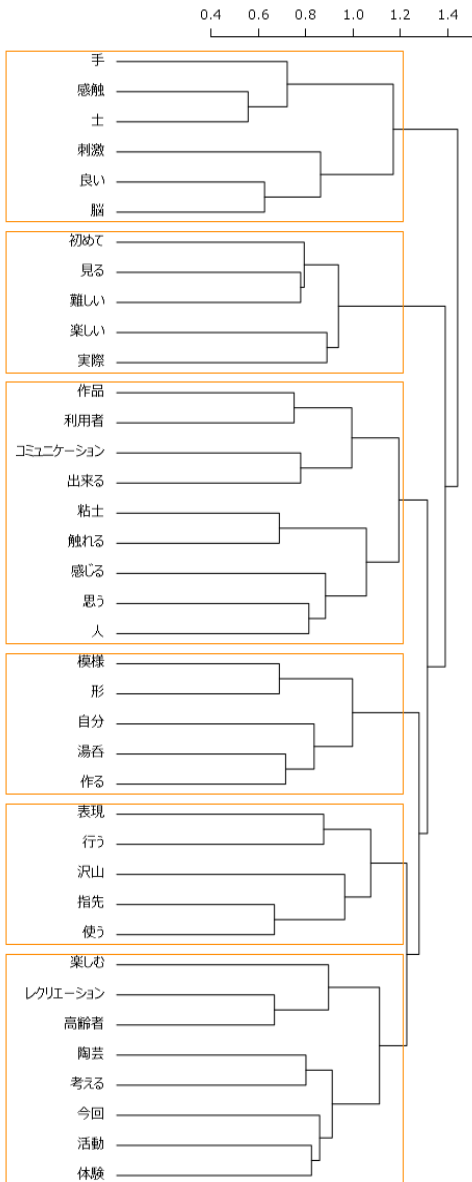 0.4 0.6 0.8 1.0 1.2 1.4
手
感触
土
刺激
良い
脳
初めて
見る
難しい
楽しい
実際
作品
利用者
コミュニケーション
出来る
粘土
触れる
感じる
思う
人
模様
形
自分
湯呑
作る
表現
行う
沢山
指先
使う
楽しむ
レクリエーション
高齢者
陶芸
考える
今回
活動
体験